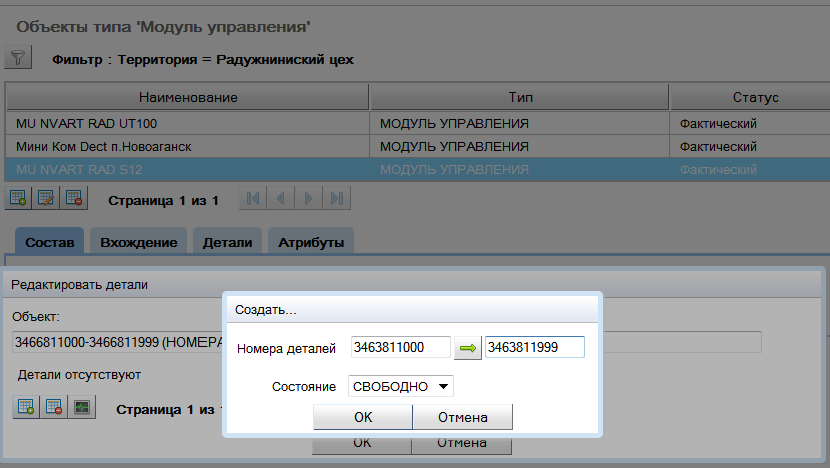 Объекты типа 'Модуль управления'
Фильтр : Территория = Радужниниский цех
Наименование Тип Статус
MU NVART RAD UT100 МОДУЛЬ УПРАВЛЕНИЯ Фактический
Мини Ком Dect п.Новоаганск МОДУЛЬ УПРАВЛЕНИЯ Фактический
MU NVART RAD S12 МОДУЛЬ УПРАВЛЕНИЯ Фактический
Страница 1 из 1
Состав Вхождение Детали Атрибуты
Редактировать детали
Объект:
3466811000-3466811999 (НОМЕРА
Детали отсутствуют
Страница 1 из 1
Создать...
Номера деталей 3463811000 3463811999
Состояние СВОБОДНО
OK Отмена
OK Отмена